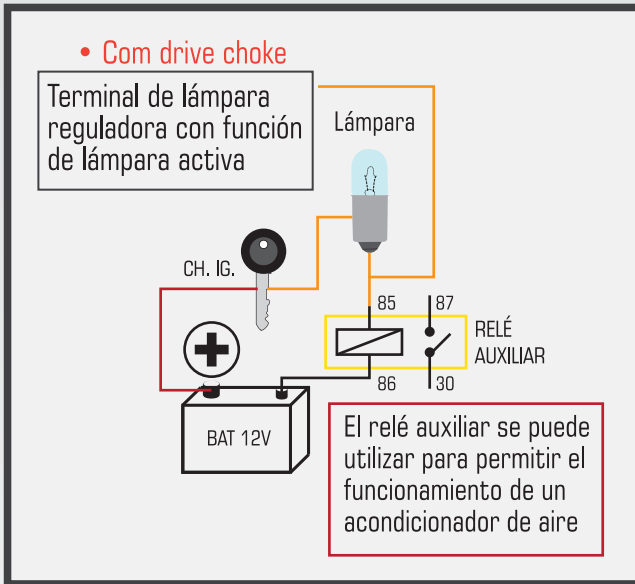 • Com drive choke
Terminal de lámpara
reguladora con función
de lámpara activa
Lámpara
CH. IG.
85
87
RELÉ
AUXILIAR
86
30
BAT 12V
El relé auxiliar se puede
utilizar para permitir el
funcionamiento de un
acondicionador de aire